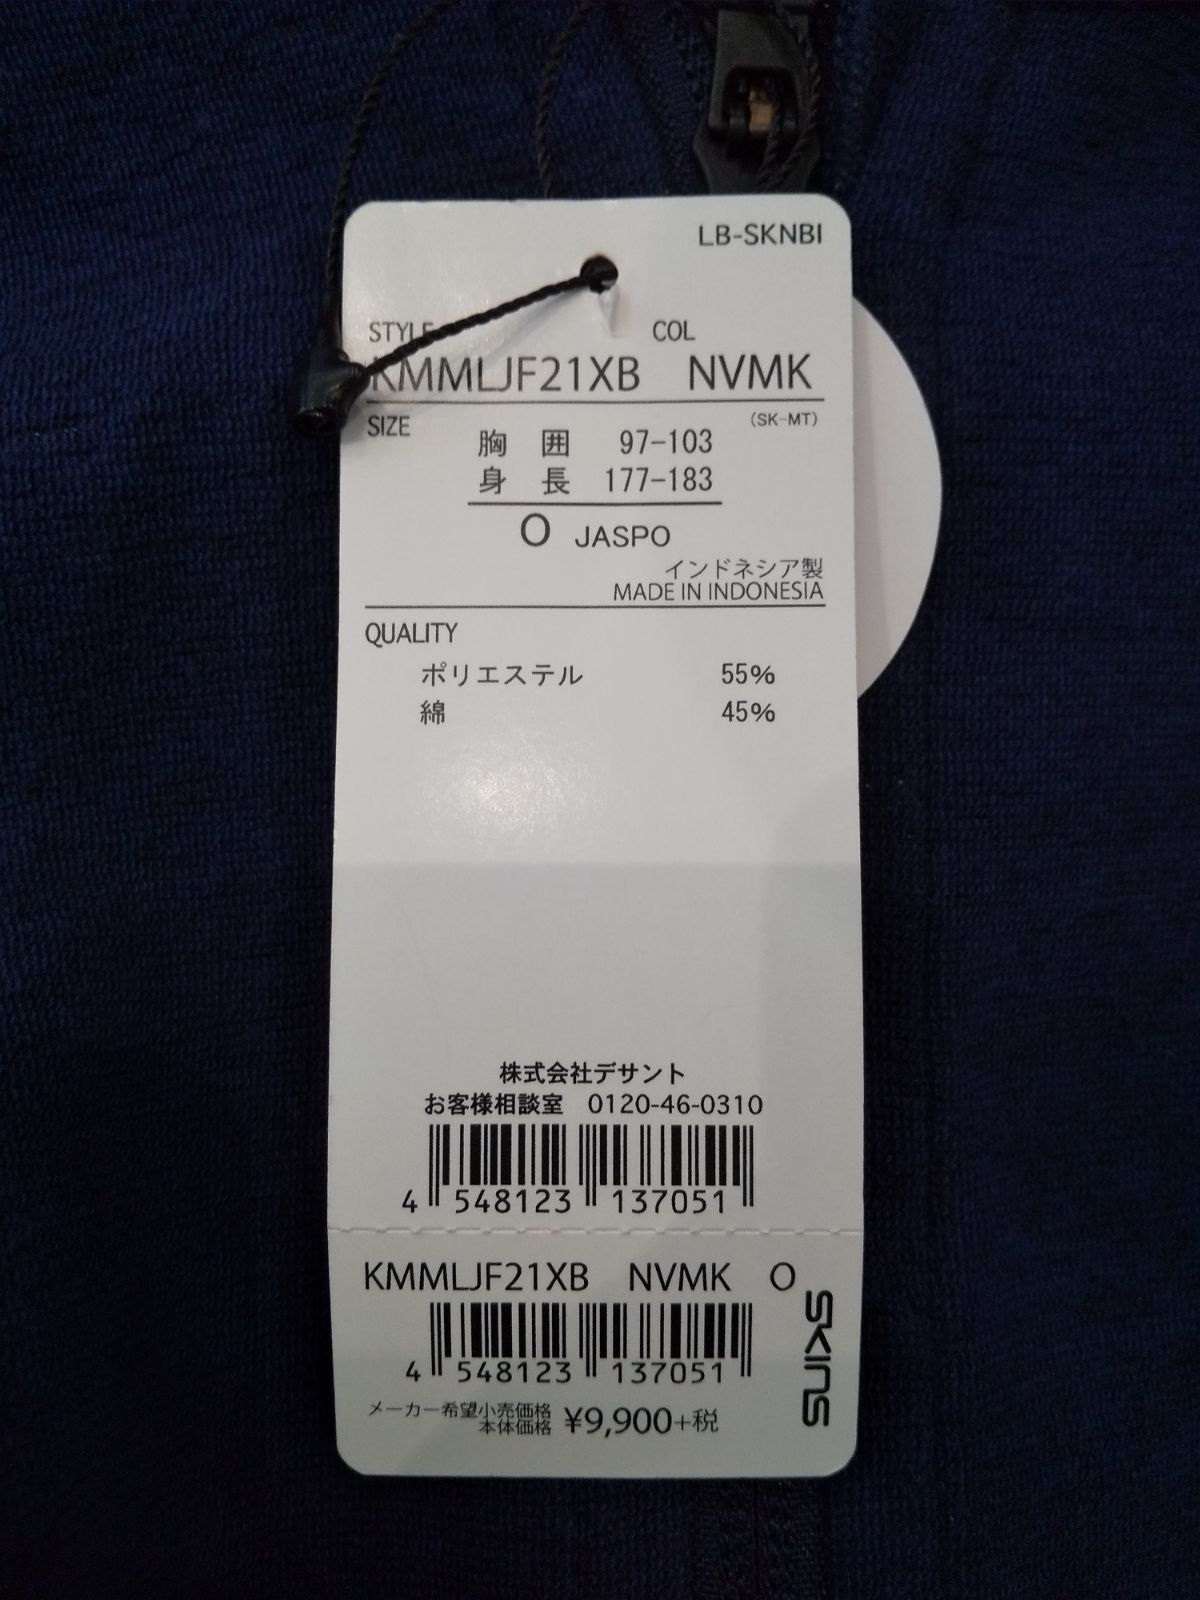 LB-SKNBI
STYLE COL
KMMLJF21XB NVMK
SIZE (SK-MT)
胸 囲 97-103
身 長 177-183
O JASPO
インドネシア製
MADE IN INDONESIA
QUALITY
ポリエステル 55%
綿 45%
株式会社デサント
お客様相談室 0120-46-0310
4 548123 137051
KMMLJF21XB NVMK O
4 548123 137051
SKINS
メーカー希望小売価格
本体価格 ¥9,900+税